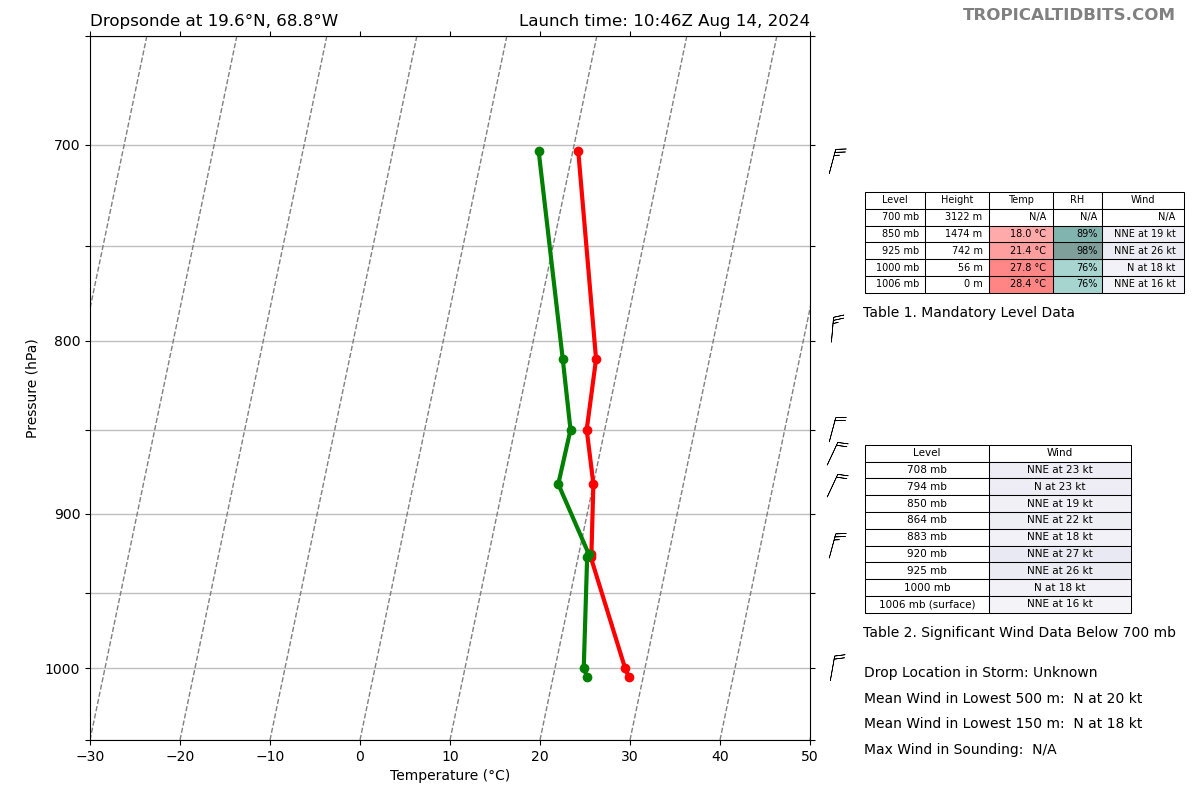 TROPICALTIDBITS.COM
Dropsonde at 19.6°N, 68.8°W Launch time: 10:46Z Aug 14, 2024
Pressure (hPa)
700
800
900
1000
−30 −20 −10 0 10 20 30 40 50
Temperature (°C)
Level Height Temp RH Wind
700 mb 3122 m N/A N/A N/A
850 mb 1474 m 18.0 °C 89% NNE at 19 kt
925 mb 742 m 21.4 °C 98% NNE at 26 kt
1000 mb 56 m 27.8 °C 76% N at 18 kt
1006 mb 0 m 28.4 °C 76% NNE at 16 kt
Table 1. Mandatory Level Data
Level Wind
708 mb NNE at 23 kt
794 mb N at 23 kt
850 mb NNE at 19 kt
864 mb NNE at 22 kt
883 mb NNE at 18 kt
920 mb NNE at 27 kt
925 mb NNE at 26 kt
1000 mb N at 18 kt
1006 mb (surface) NNE at 16 kt
Table 2. Significant Wind Data Below 700 mb
Drop Location in Storm: Unknown
Mean Wind in Lowest 500 m: N at 20 kt
Mean Wind in Lowest 150 m: N at 18 kt
Max Wind in Sounding: N/A